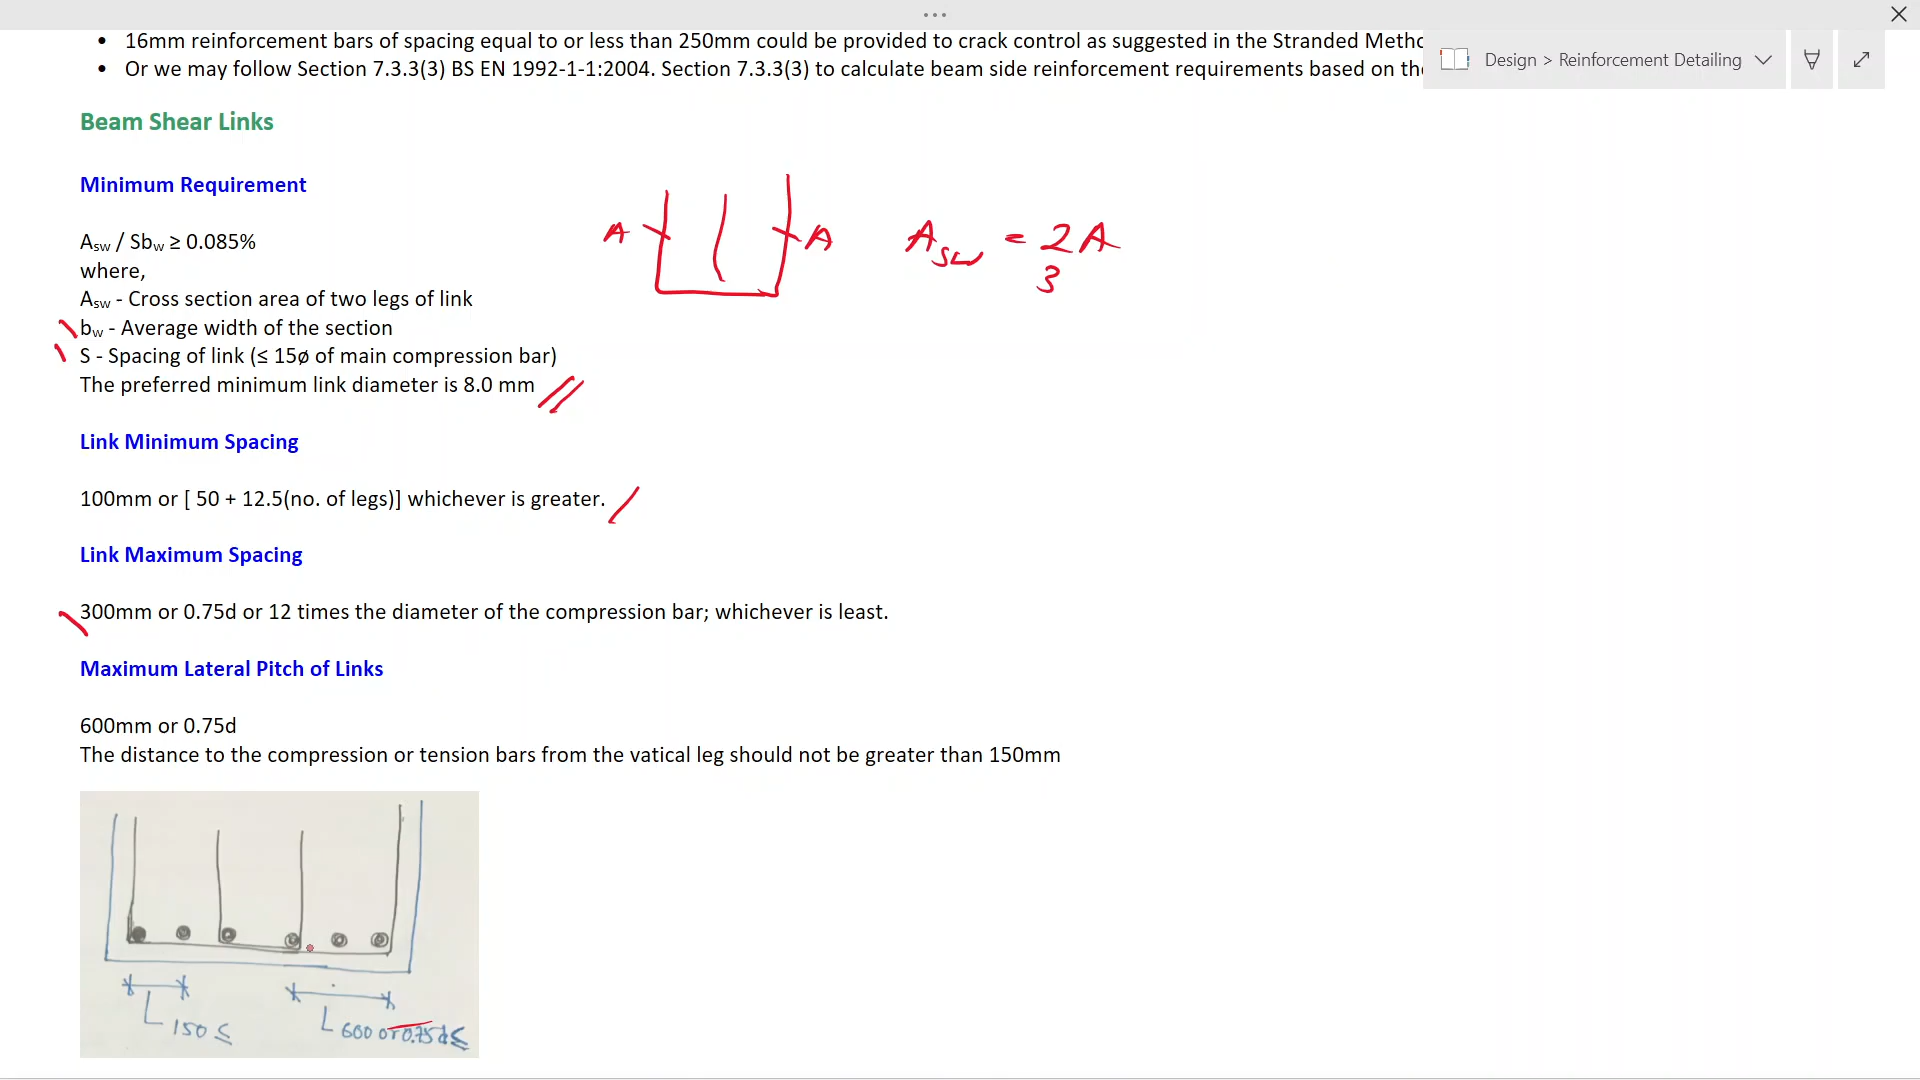 • 16mm reinforcement bars of spacing equal to or less than 250mm could be provided to crack control as suggested in the Stranded Metho
• Or we may follow Section 7.3.3(3) BS EN 1992-1-1:2004. Section 7.3.3(3) to calculate beam side reinforcement requirements based on the
Design > Reinforcement Detailing
Beam Shear Links
Minimum Requirement
A A Asw = 2A
3
Asw / Sbw ≥ 0.085%
where,
Asw - Cross section area of two legs of link
bw - Average width of the section
S - Spacing of link (≤ 15ø of main compression bar)
The preferred minimum link diameter is 8.0 mm
Link Minimum Spacing
100mm or [ 50 + 12.5(no. of legs)] whichever is greater.
Link Maximum Spacing
300mm or 0.75d or 12 times the diameter of the compression bar; whichever is least.
Maximum Lateral Pitch of Links
600mm or 0.75d
The distance to the compression or tension bars from the vatical leg should not be greater than 150mm
150 ≤
600 or 0.75d ≤